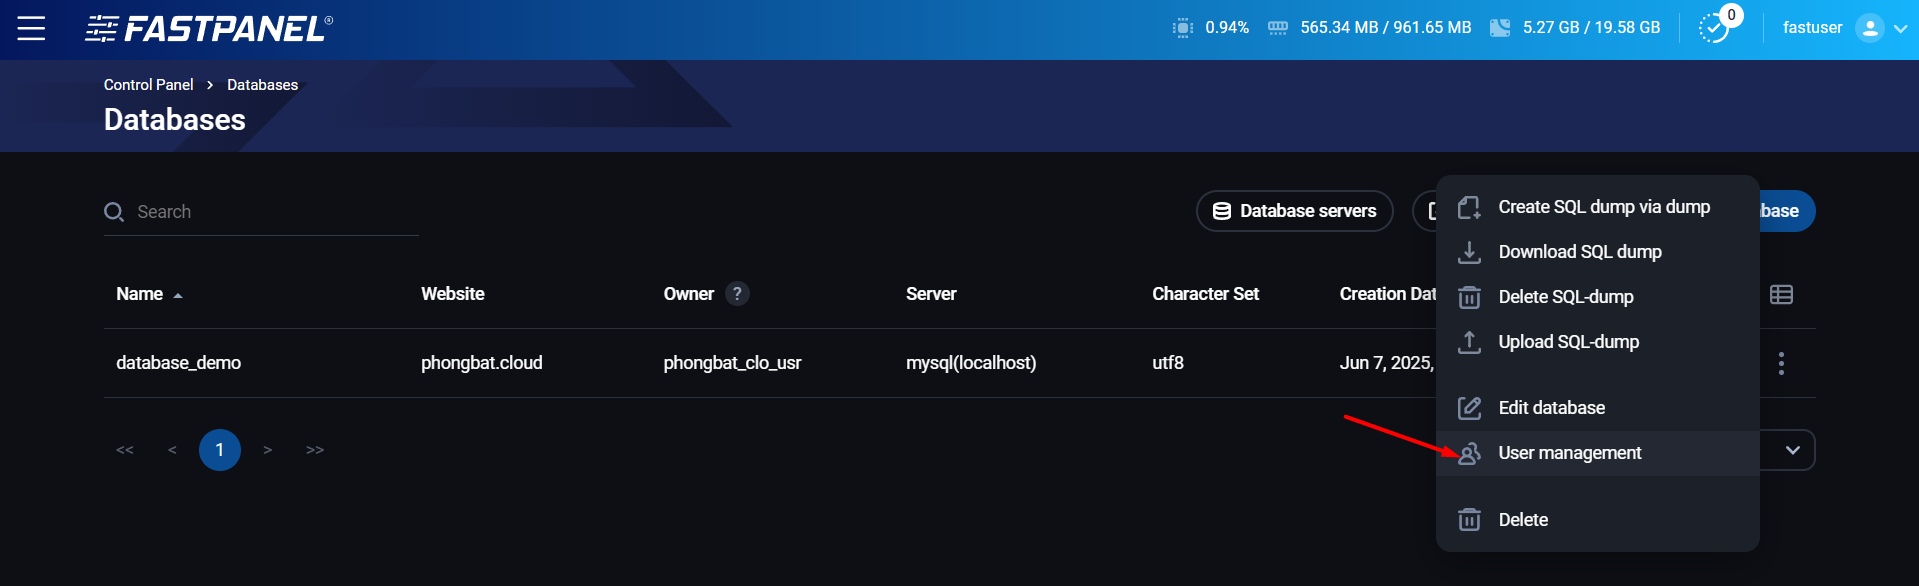 FASTPANEL®
0.94%
565.34 MB / 961.65 MB
5.27 GB / 19.58 GB
0
fastuser
Control Panel > Databases
Databases
Search
Database servers
base
Create SQL dump via dump
Download SQL dump
Delete SQL-dump
Upload SQL-dump
Edit database
User management
Delete
Name Website Owner ? Server Character Set Creation Dat
database_demo phongbat.cloud phongbat_clo_usr mysql(localhost) utf8 Jun 7, 2025,
<< < 1 > >>